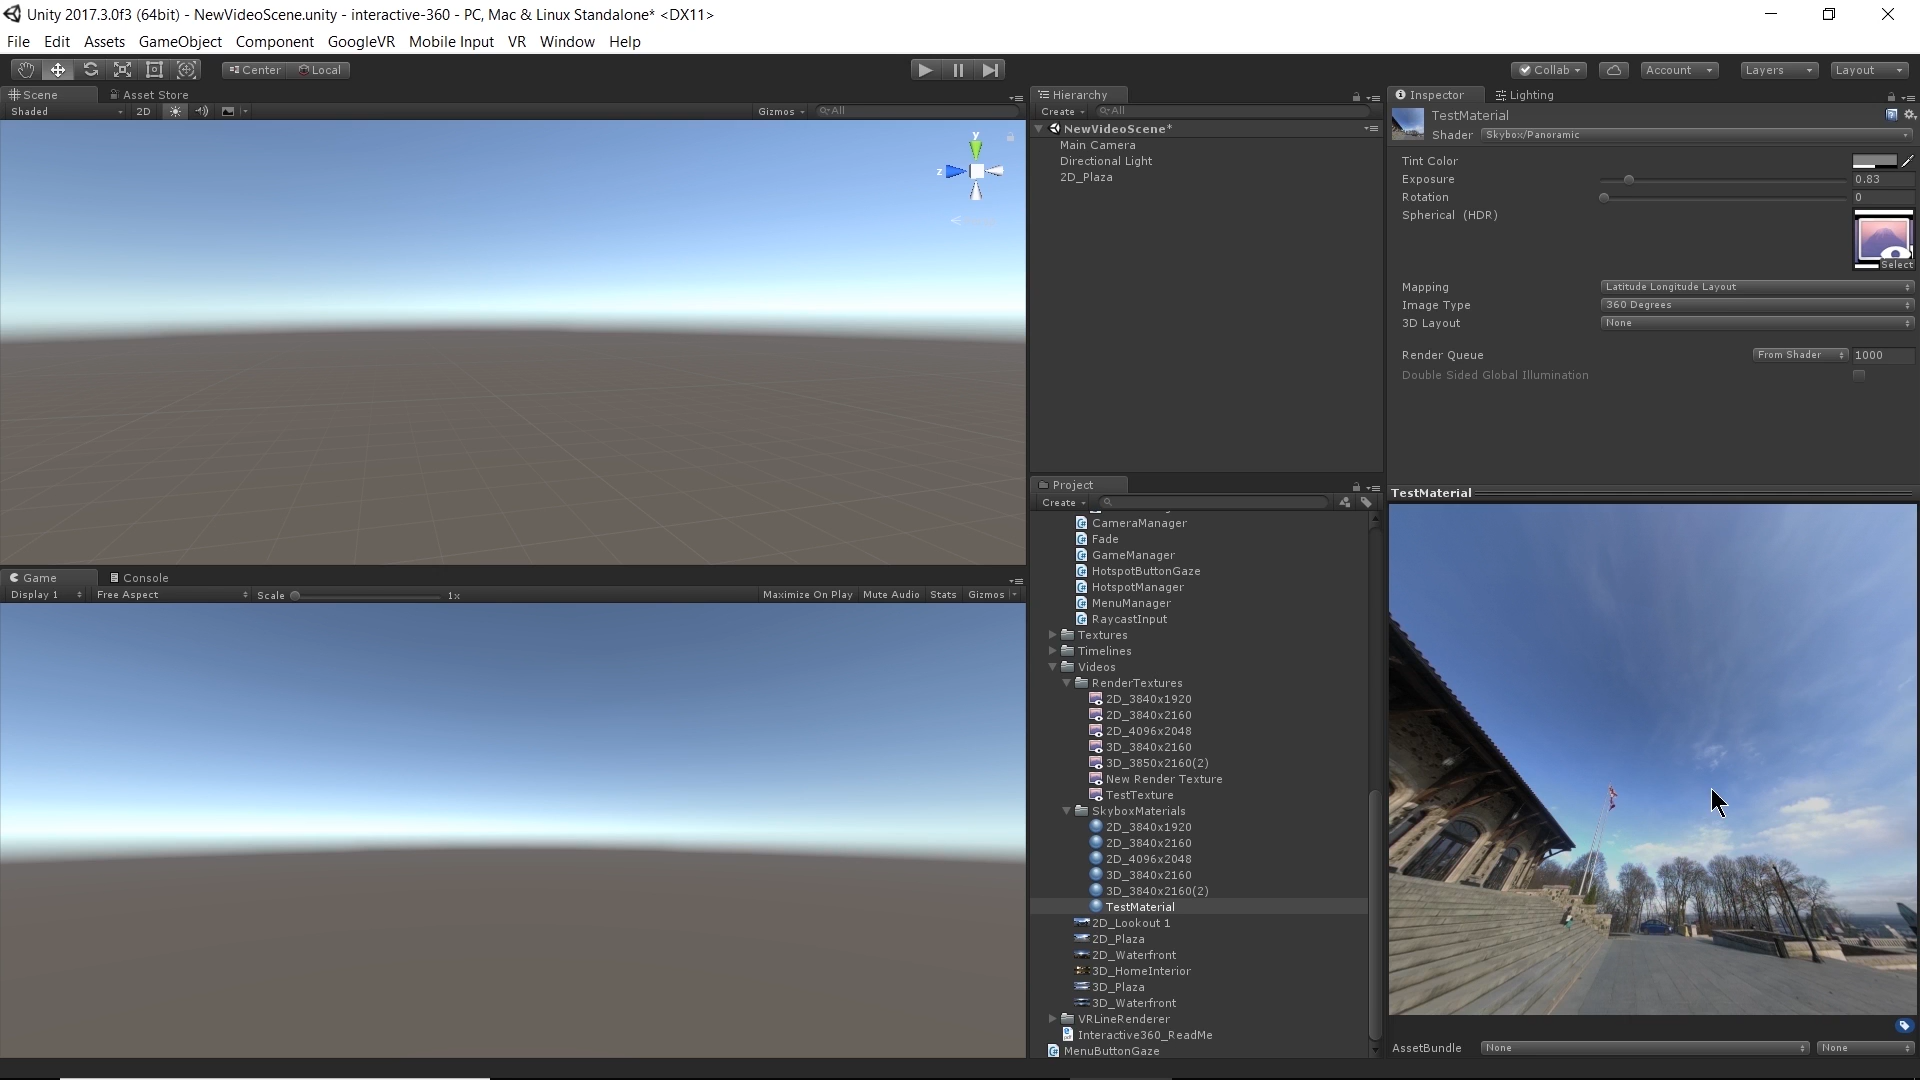 Unity 2017.3.0f3 (64bit) - NewVideoScene.unity - interactive-360 - PC, Mac & Linux Standalone* <DX11>
File Edit Assets GameObject Component GoogleVR Mobile Input VR Window Help
Center Local Collab Account Layers Layout
Scene Asset Store
Shaded 2D Gizmos All
y
z
Game Console
Display 1 Free Aspect Scale 1x Maximize On Play Mute Audio Stats Gizmos
Hierarchy
Create All
NewVideoScene*
Main Camera
Directional Light
2D_Plaza
Project
Create
CameraManager
Fade
GameManager
HotspotButtonGaze
HotspotManager
MenuManager
RaycastInput
Textures
Timelines
Videos
RenderTextures
2D_3840x1920
2D_3840x2160
2D_4096x2048
3D_3840x2160
3D_3850x2160(2)
New Render Texture
TestTexture
SkyboxMaterials
2D_3840x1920
2D_3840x2160
2D_4096x2048
3D_3840x2160
3D_3840x2160(2)
TestMaterial
2D_Lookout 1
2D_Plaza
2D_Waterfront
3D_HomeInterior
3D_Plaza
3D_Waterfront
VRLineRenderer
Interactive360_ReadMe
MenuButtonGaze
Inspector Lighting
TestMaterial
Shader Skybox/Panoramic
Tint Color
Exposure 0.83
Rotation 0
Spherical (HDR)
Select
Mapping Latitude Longitude Layout
Image Type 360 Degrees
3D Layout None
Render Queue From Shader 1000
Double Sided Global Illumination
TestMaterial
AssetBundle None None